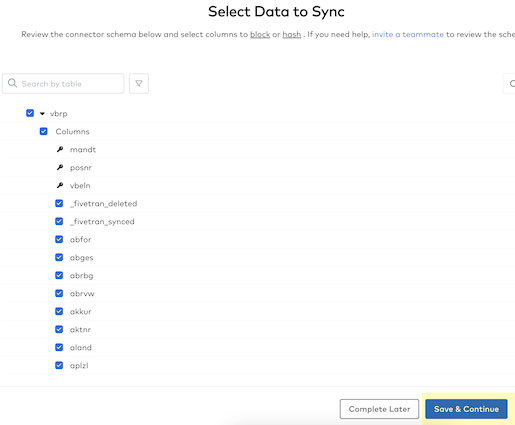 Select Data to Sync
Review the connector schema below and select columns to block or hash . If you need help, invite a teammate to review the sche
Search by table
vbrp
Columns
mandt
posnr
vbeln
_fivetran_deleted
_fivetran_synced
abfor
abges
abrbg
abrvw
akkur
aktnr
aland
aplzl
Complete Later
Save & Continue